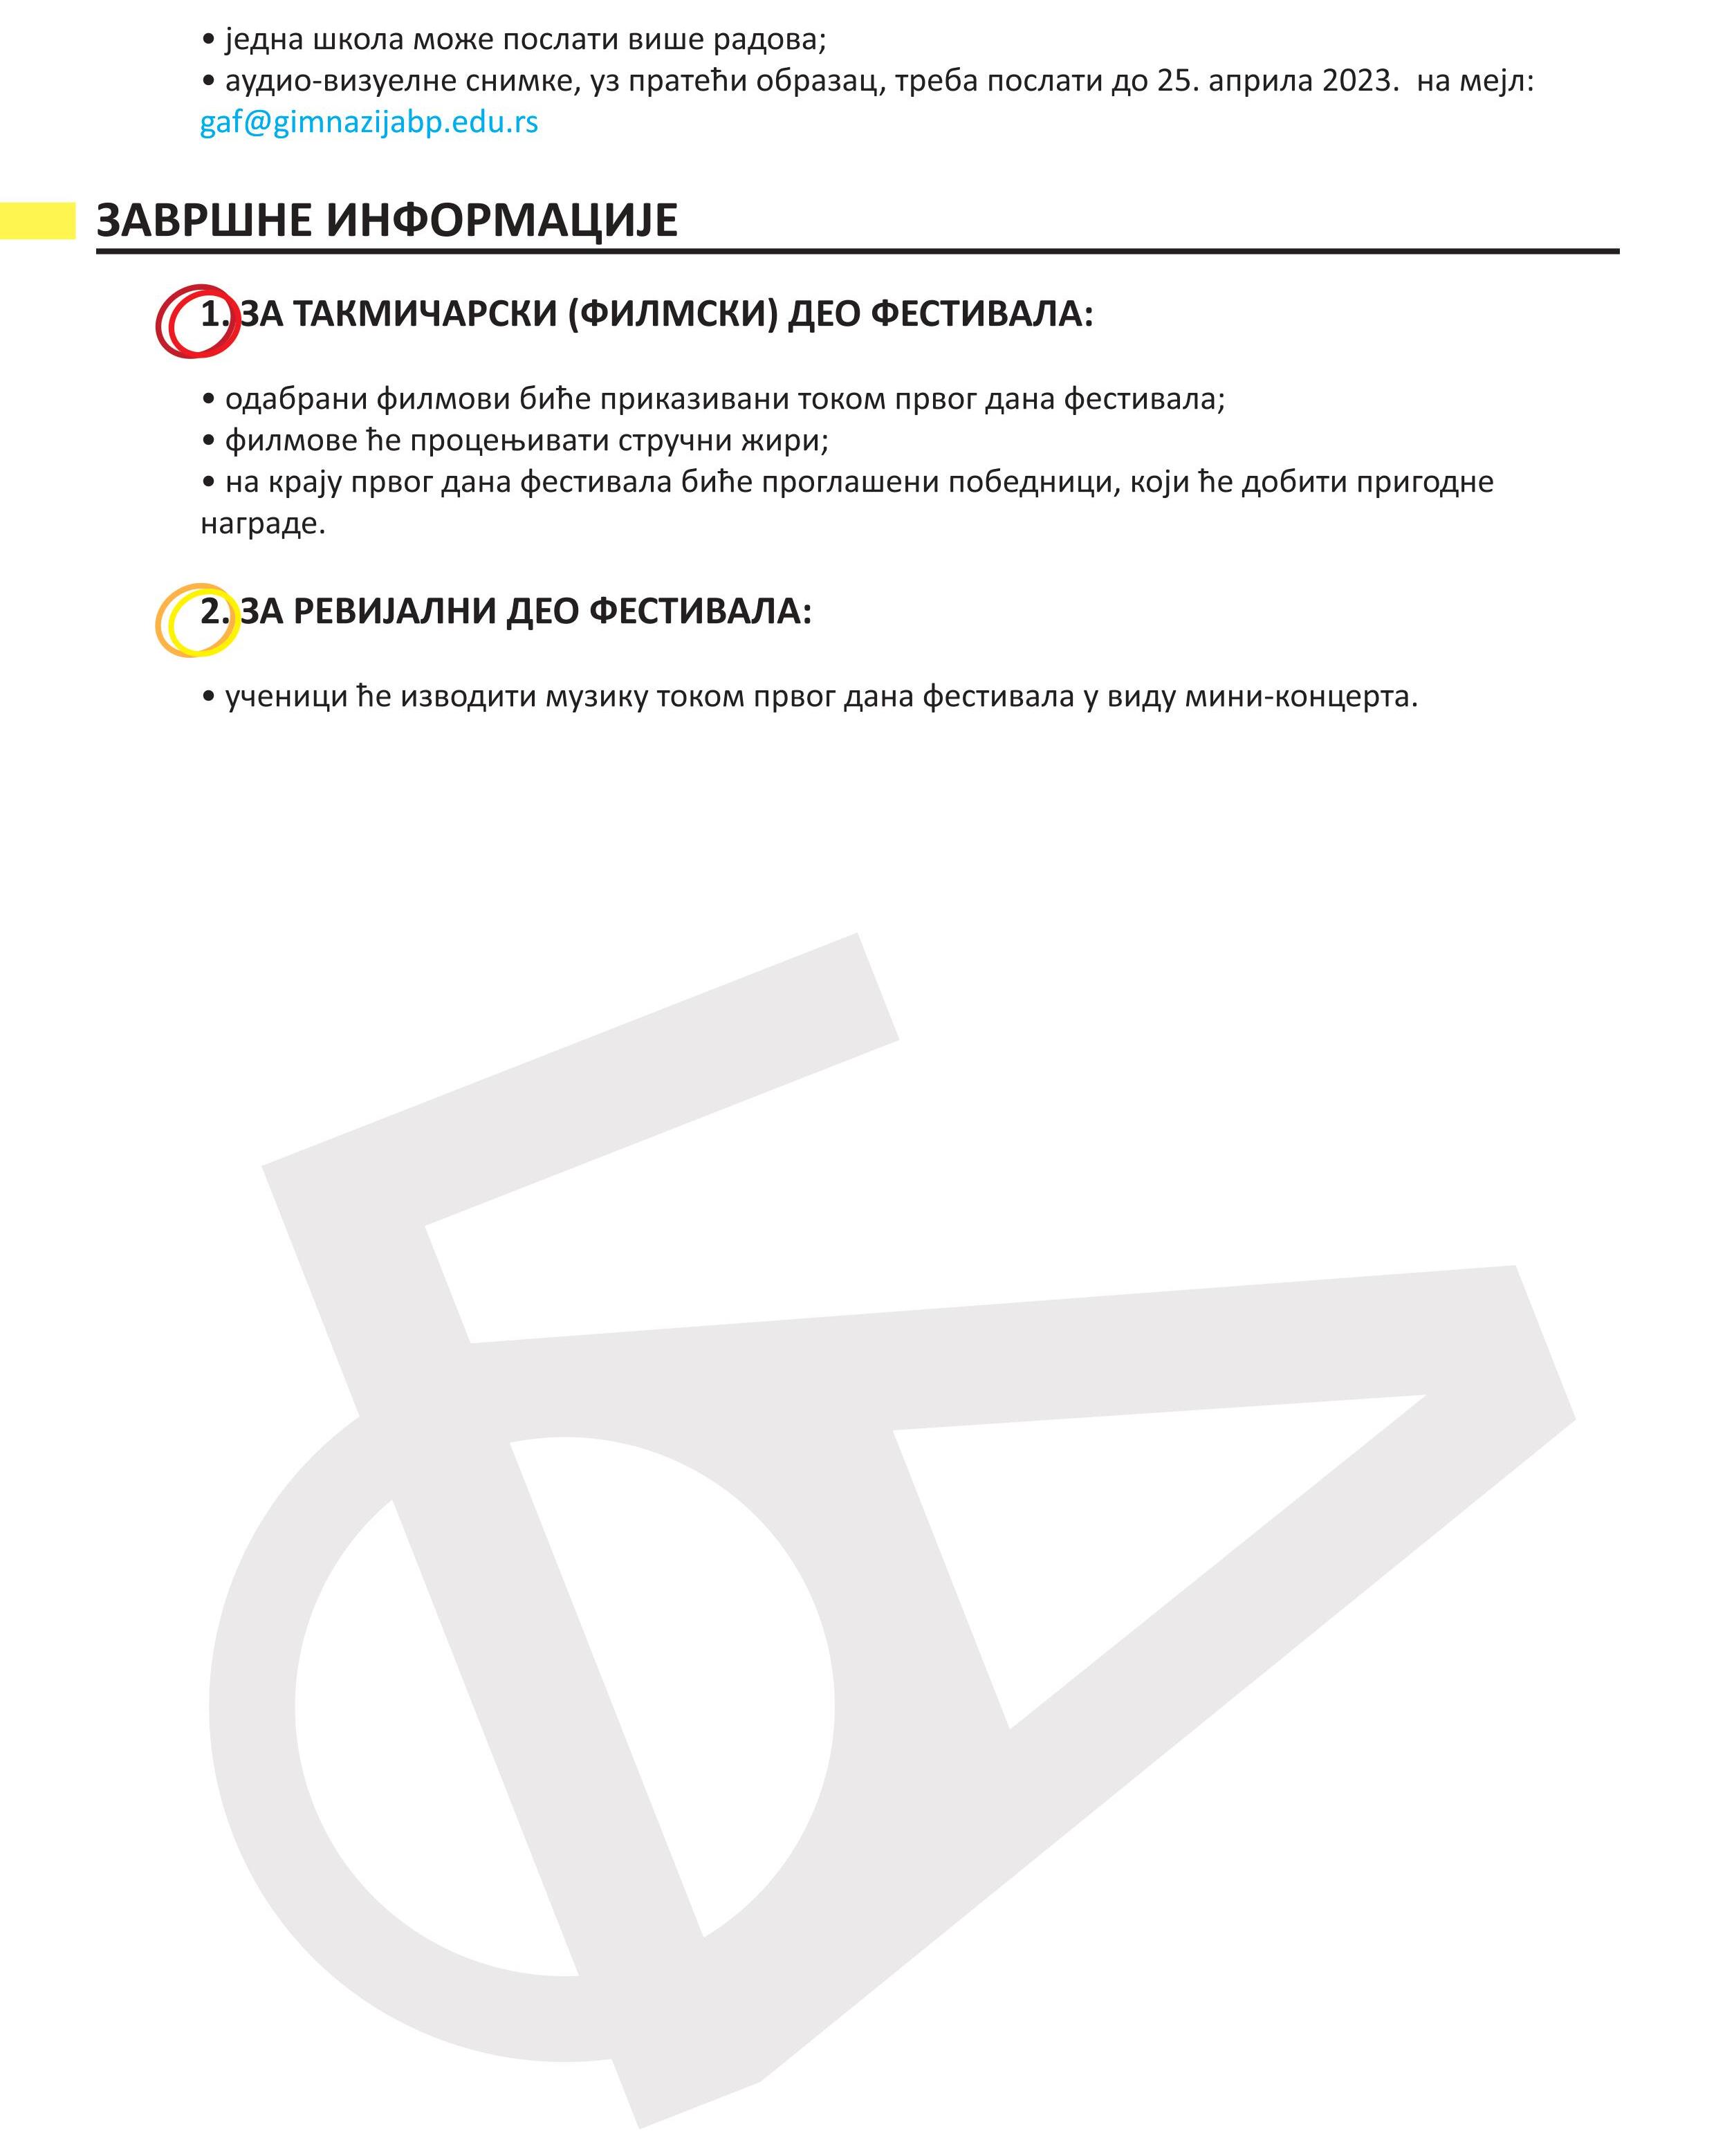 • једна школа може послати више радова;
• аудио-визуелне снимке, уз пратећи образац, треба послати до 25. априла 2023.  на мејл:
gaf@gimnazijabp.edu.rs
ЗАВРШНЕ ИНФОРМАЦИЈЕ
1. ЗА ТАКМИЧАРСКИ (ФИЛМСКИ) ДЕО ФЕСТИВАЛА:
• одабрани филмови биће приказивани током првог дана фестивала;
• филмове ће процењивати стручни жири;
• на крају првог дана фестивала биће проглашени победници, који ће добити пригодне
награде.
2. ЗА РЕВИЈАЛНИ ДЕО ФЕСТИВАЛА:
• ученици ће изводити музику током првог дана фестивала у виду мини-концерта.